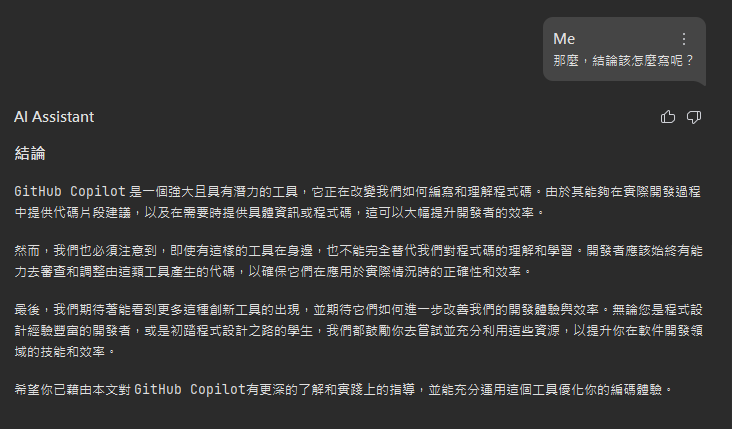 Me
那麼，結論該怎麼寫呢？
AI Assistant
結論
GitHub Copilot 是一個強大且具有潛力的工具，它正在改變我們如何編寫和理解程式碼。由於其能夠在實際開發過程
中提供代碼片段建議，以及在需要時提供具體資訊或程式碼，這可以大幅提升開發者的效率。
然而，我們也必須注意到，即使有這樣的工具在身邊，也不能完全替代我們對程式碼的理解和學習。開發者應該始終有能
力去審查和調整由這類工具產生的代碼，以確保它們在應用於實際情況時的正確性和效率。
最後，我們期待著能看到更多這種創新工具的出現，並期待它們如何進一步改善我們的開發體驗與效率。無論您是程式設
計經驗豐富的開發者，或是初踏程式設計之路的學生，我們都鼓勵你去嘗試並充分利用這些資源，以提升你在軟件開發領
域的技能和效率。
希望你已藉由本文對 GitHub Copilot有更深的了解和實踐上的指導，並能充分運用這個工具優化你的編碼體驗。